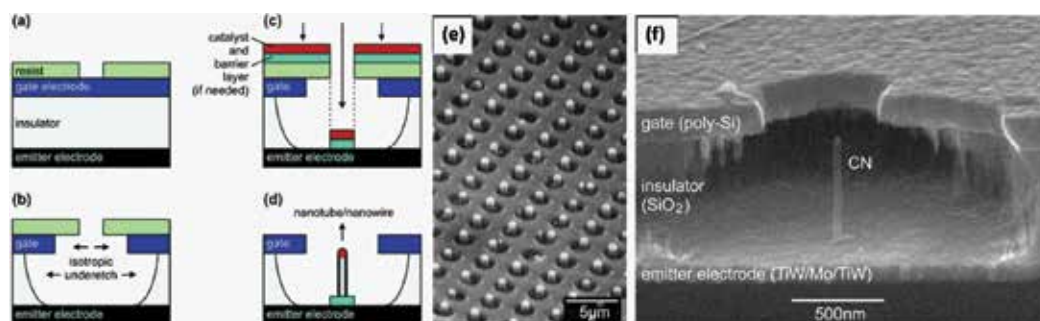 (a)
resist
gate electrode
insulator
emitter electrode
(b)
gate
isotropic
underetch
emitter electrode
(c)
catalyst
and
barrier
layer
(if needed)
gate
emitter electrode
(d)
nanotube/nanowire
gate
emitter electrode
(e)
5µm
(f)
gate (poly-Si)
CN
insulator
(SiO₂)
emitter electrode (TiW/Mo/TiW)
500nm